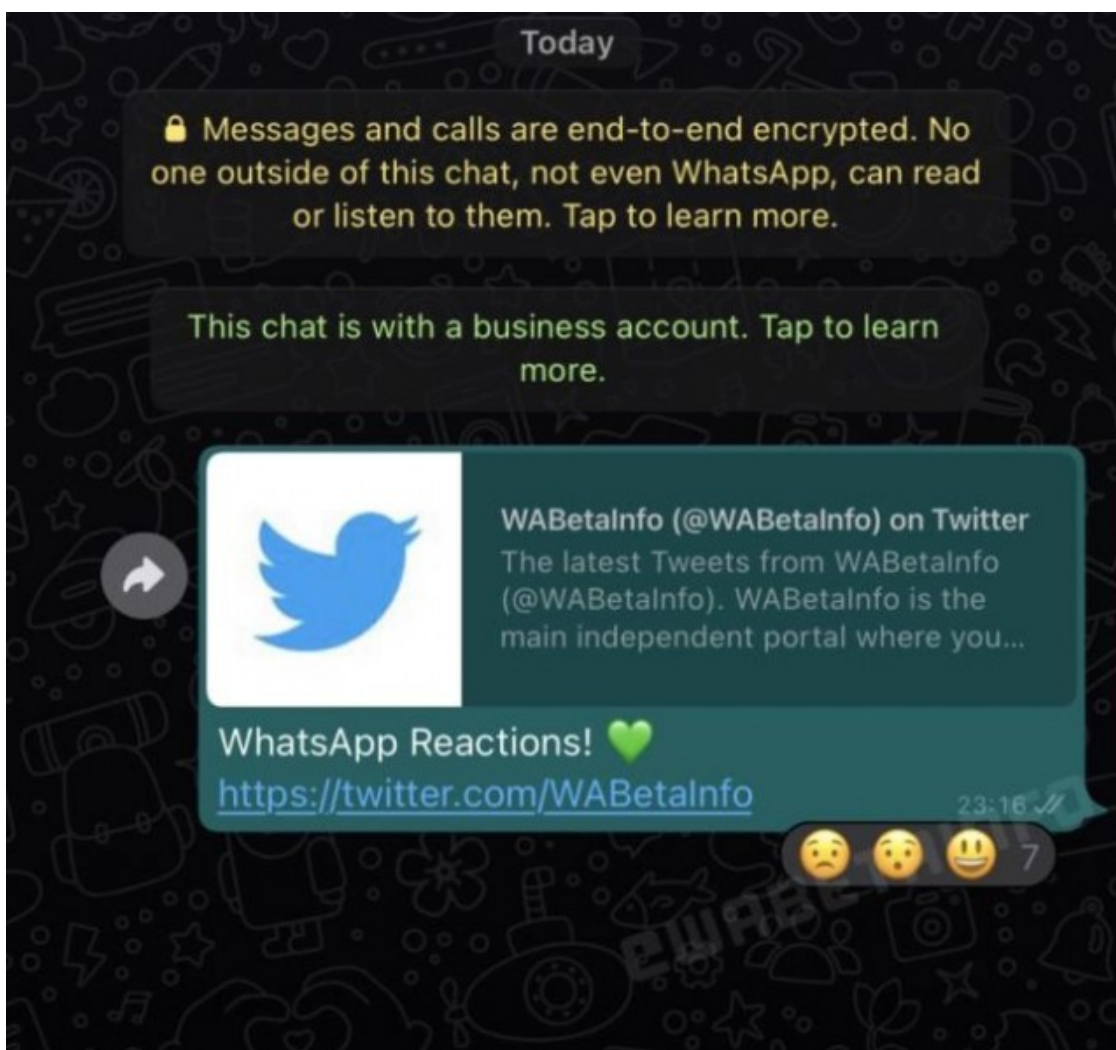 Today
🔒 Messages and calls are end-to-end encrypted. No
one outside of this chat, not even WhatsApp, can read
or listen to them. Tap to learn more.
This chat is with a business account. Tap to learn
more.
WABetaInfo (@WABetaInfo) on Twitter
The latest Tweets from WABetaInfo
(@WABetaInfo). WABetaInfo is the
main independent portal where you...
WhatsApp Reactions! 💚
https://twitter.com/WABetaInfo
23:16
😟 😯 😃 7
@WABETAINFO